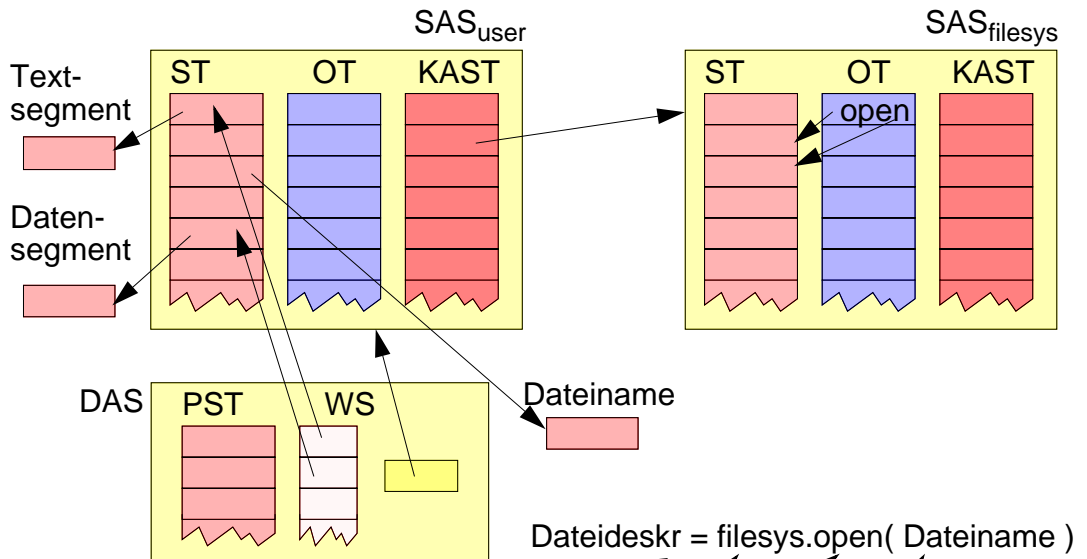 SASuser
SASfilesys
ST OT KAST
ST OT KAST
Text-
segment
open
Daten-
segment
DAS
PST WS
Dateiname
Dateideskr = filesys.open( Dateiname )